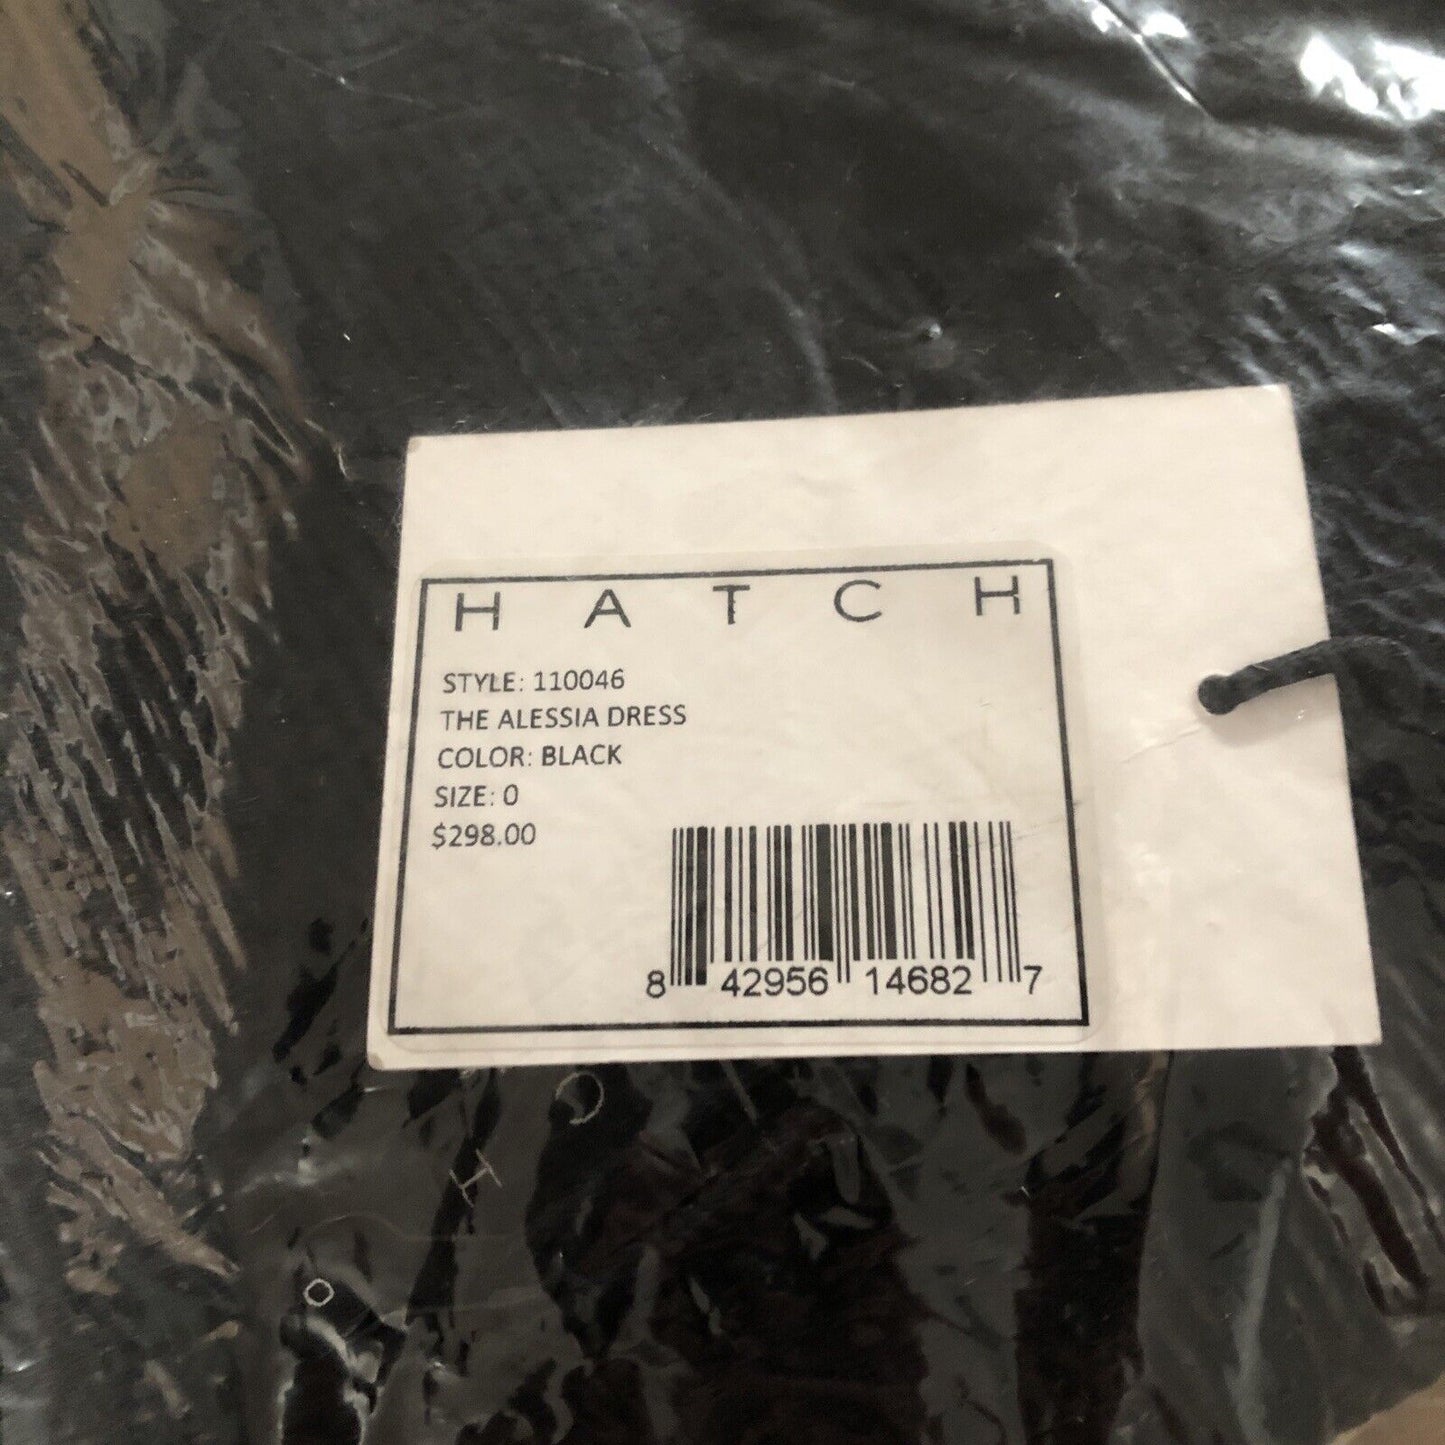 HATCH
STYLE: 110046
THE ALESSIA DRESS
COLOR: BLACK
SIZE: 0
$298.00
8 42956 14682 7
C
H
O